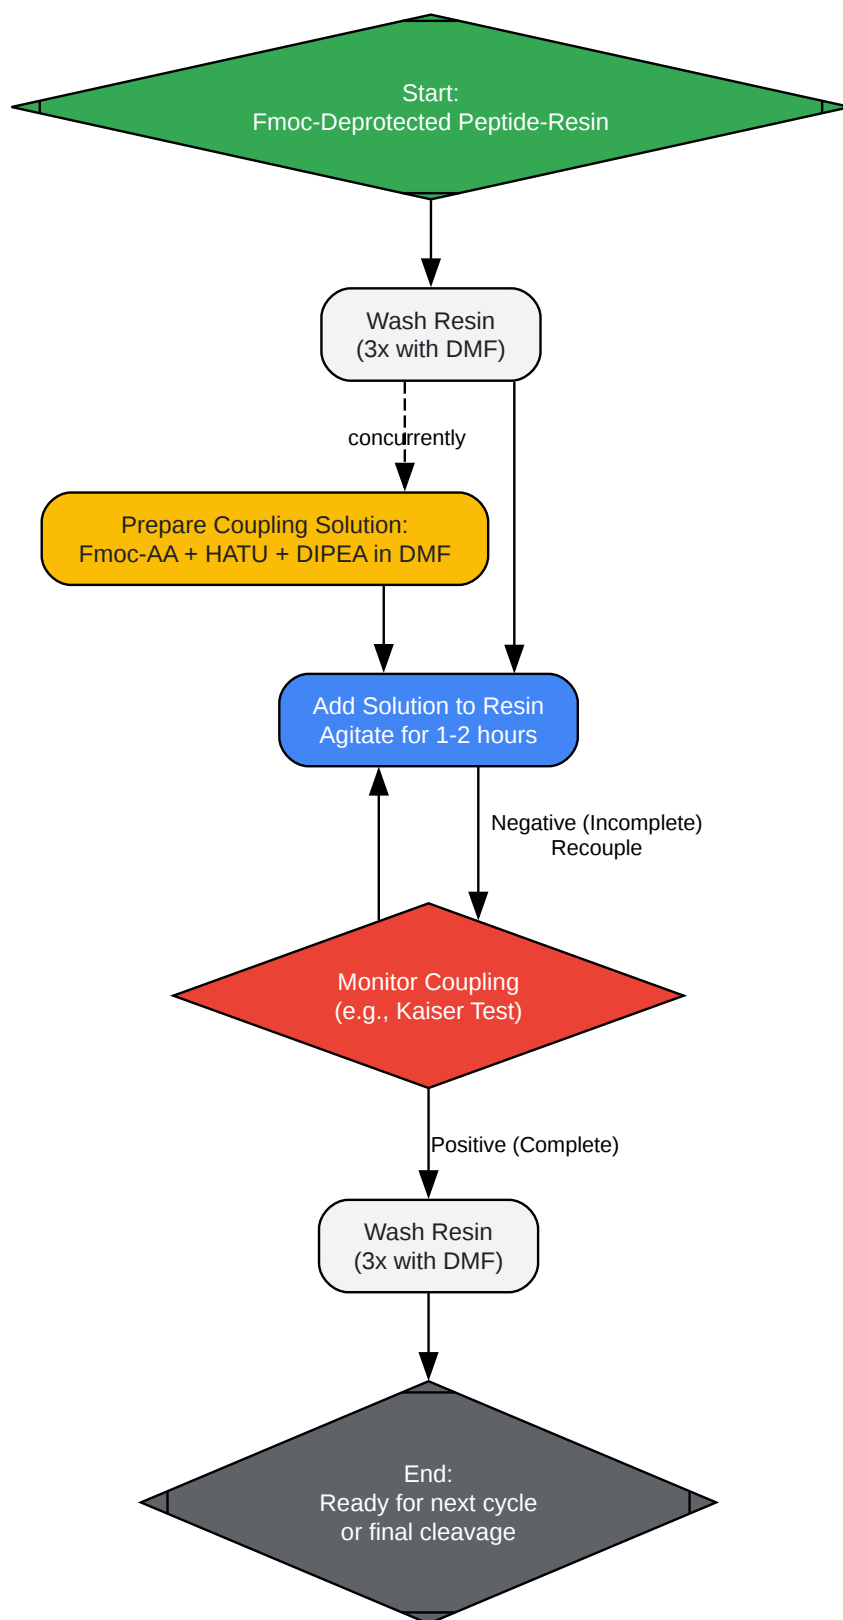 Start:
Fmoc-Deprotected Peptide-Resin
Wash Resin
(3x with DMF)
concurrently
Prepare Coupling Solution:
Fmoc-AA + HATU + DIPEA in DMF
Add Solution to Resin
Agitate for 1-2 hours
Negative (Incomplete)
Recouple
Monitor Coupling
(e.g., Kaiser Test)
Positive (Complete)
Wash Resin
(3x with DMF)
End:
Ready for next cycle
or final cleavage